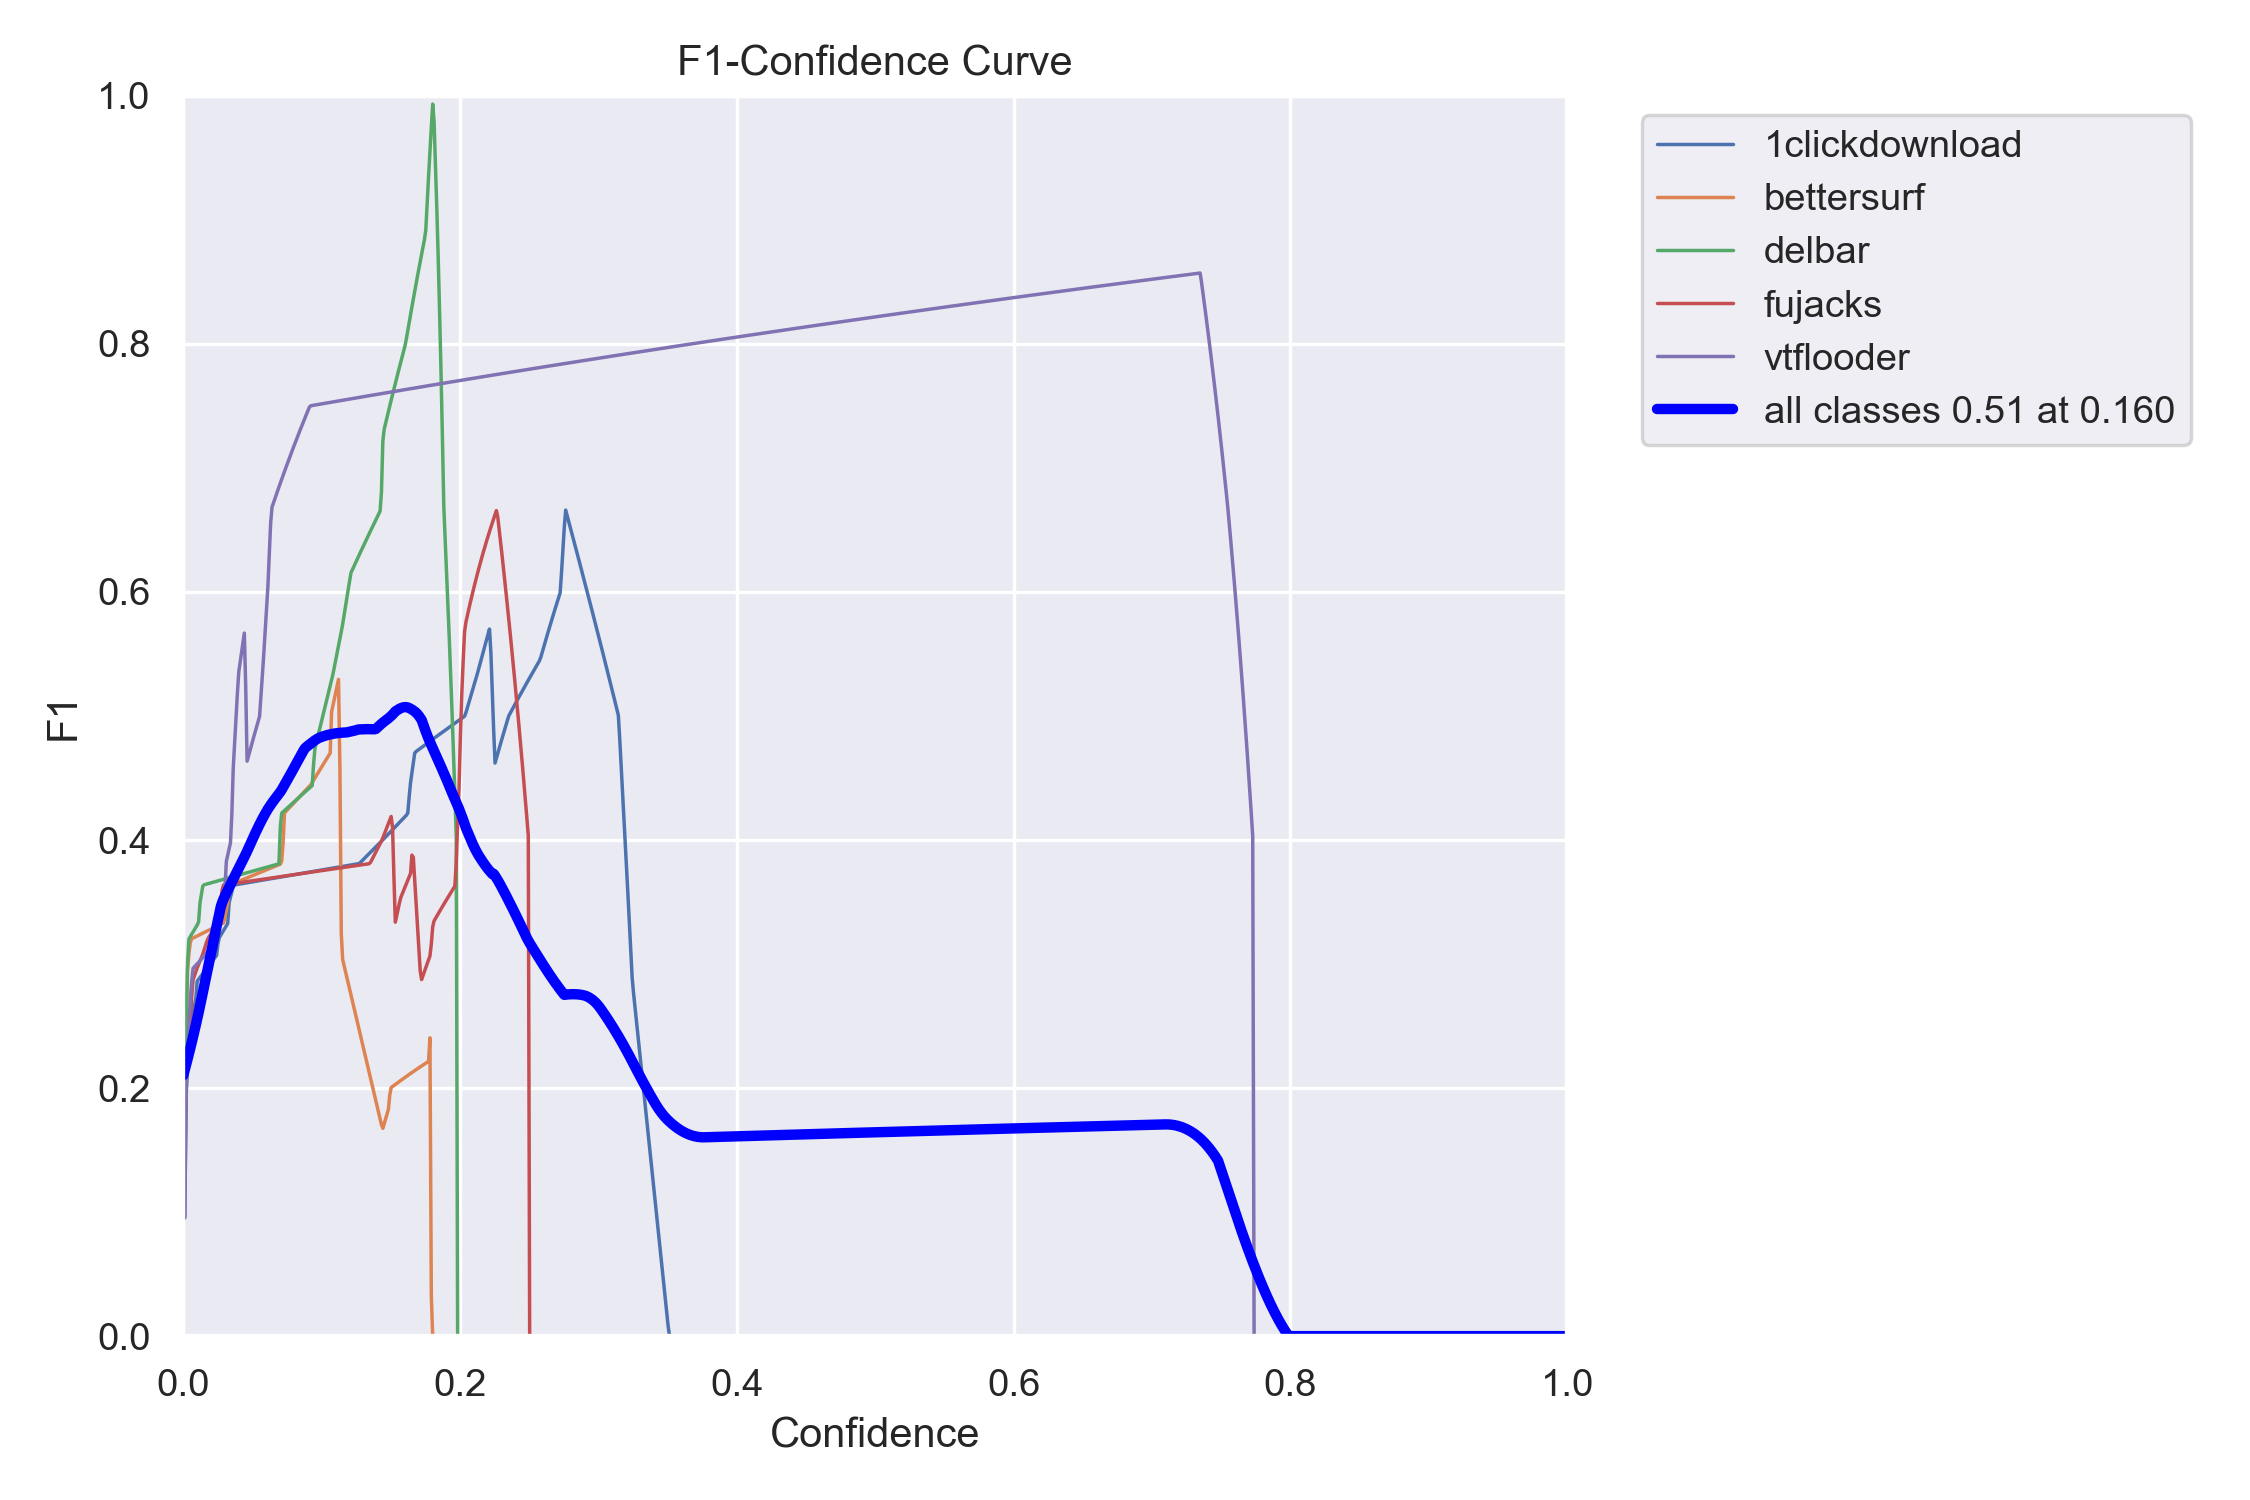 F1-Confidence Curve
F1
1.0
0.8
0.6
0.4
0.2
0.0
0.0 0.2 0.4 0.6 0.8 1.0
Confidence
1clickdownload
bettersurf
delbar
fujacks
vtflooder
all classes 0.51 at 0.160